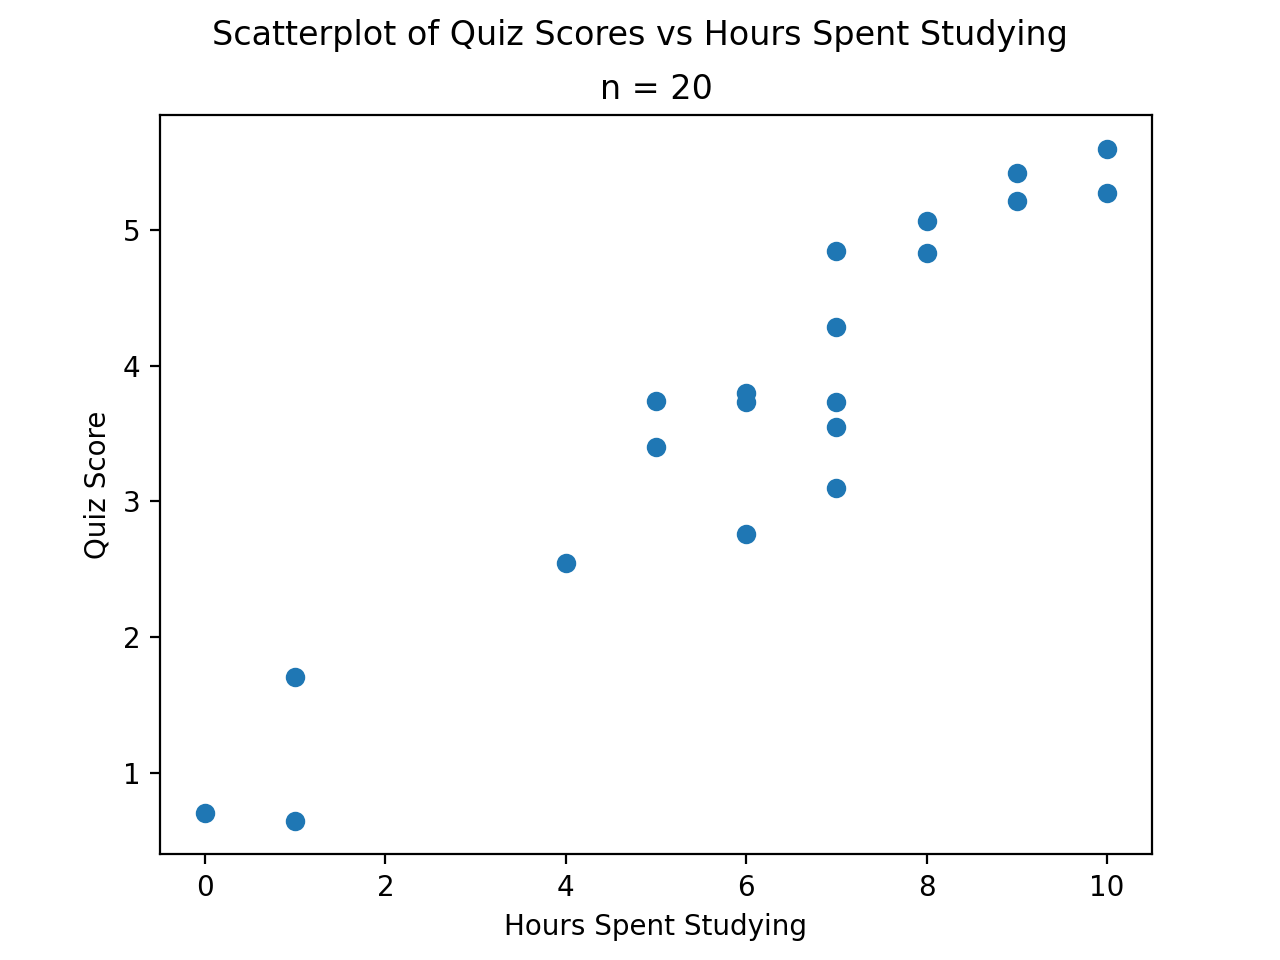 Scatterplot of Quiz Scores vs Hours Spent Studying
n = 20
5
4
3
2
1
Quiz Score
0 2 4 6 8 10
Hours Spent Studying